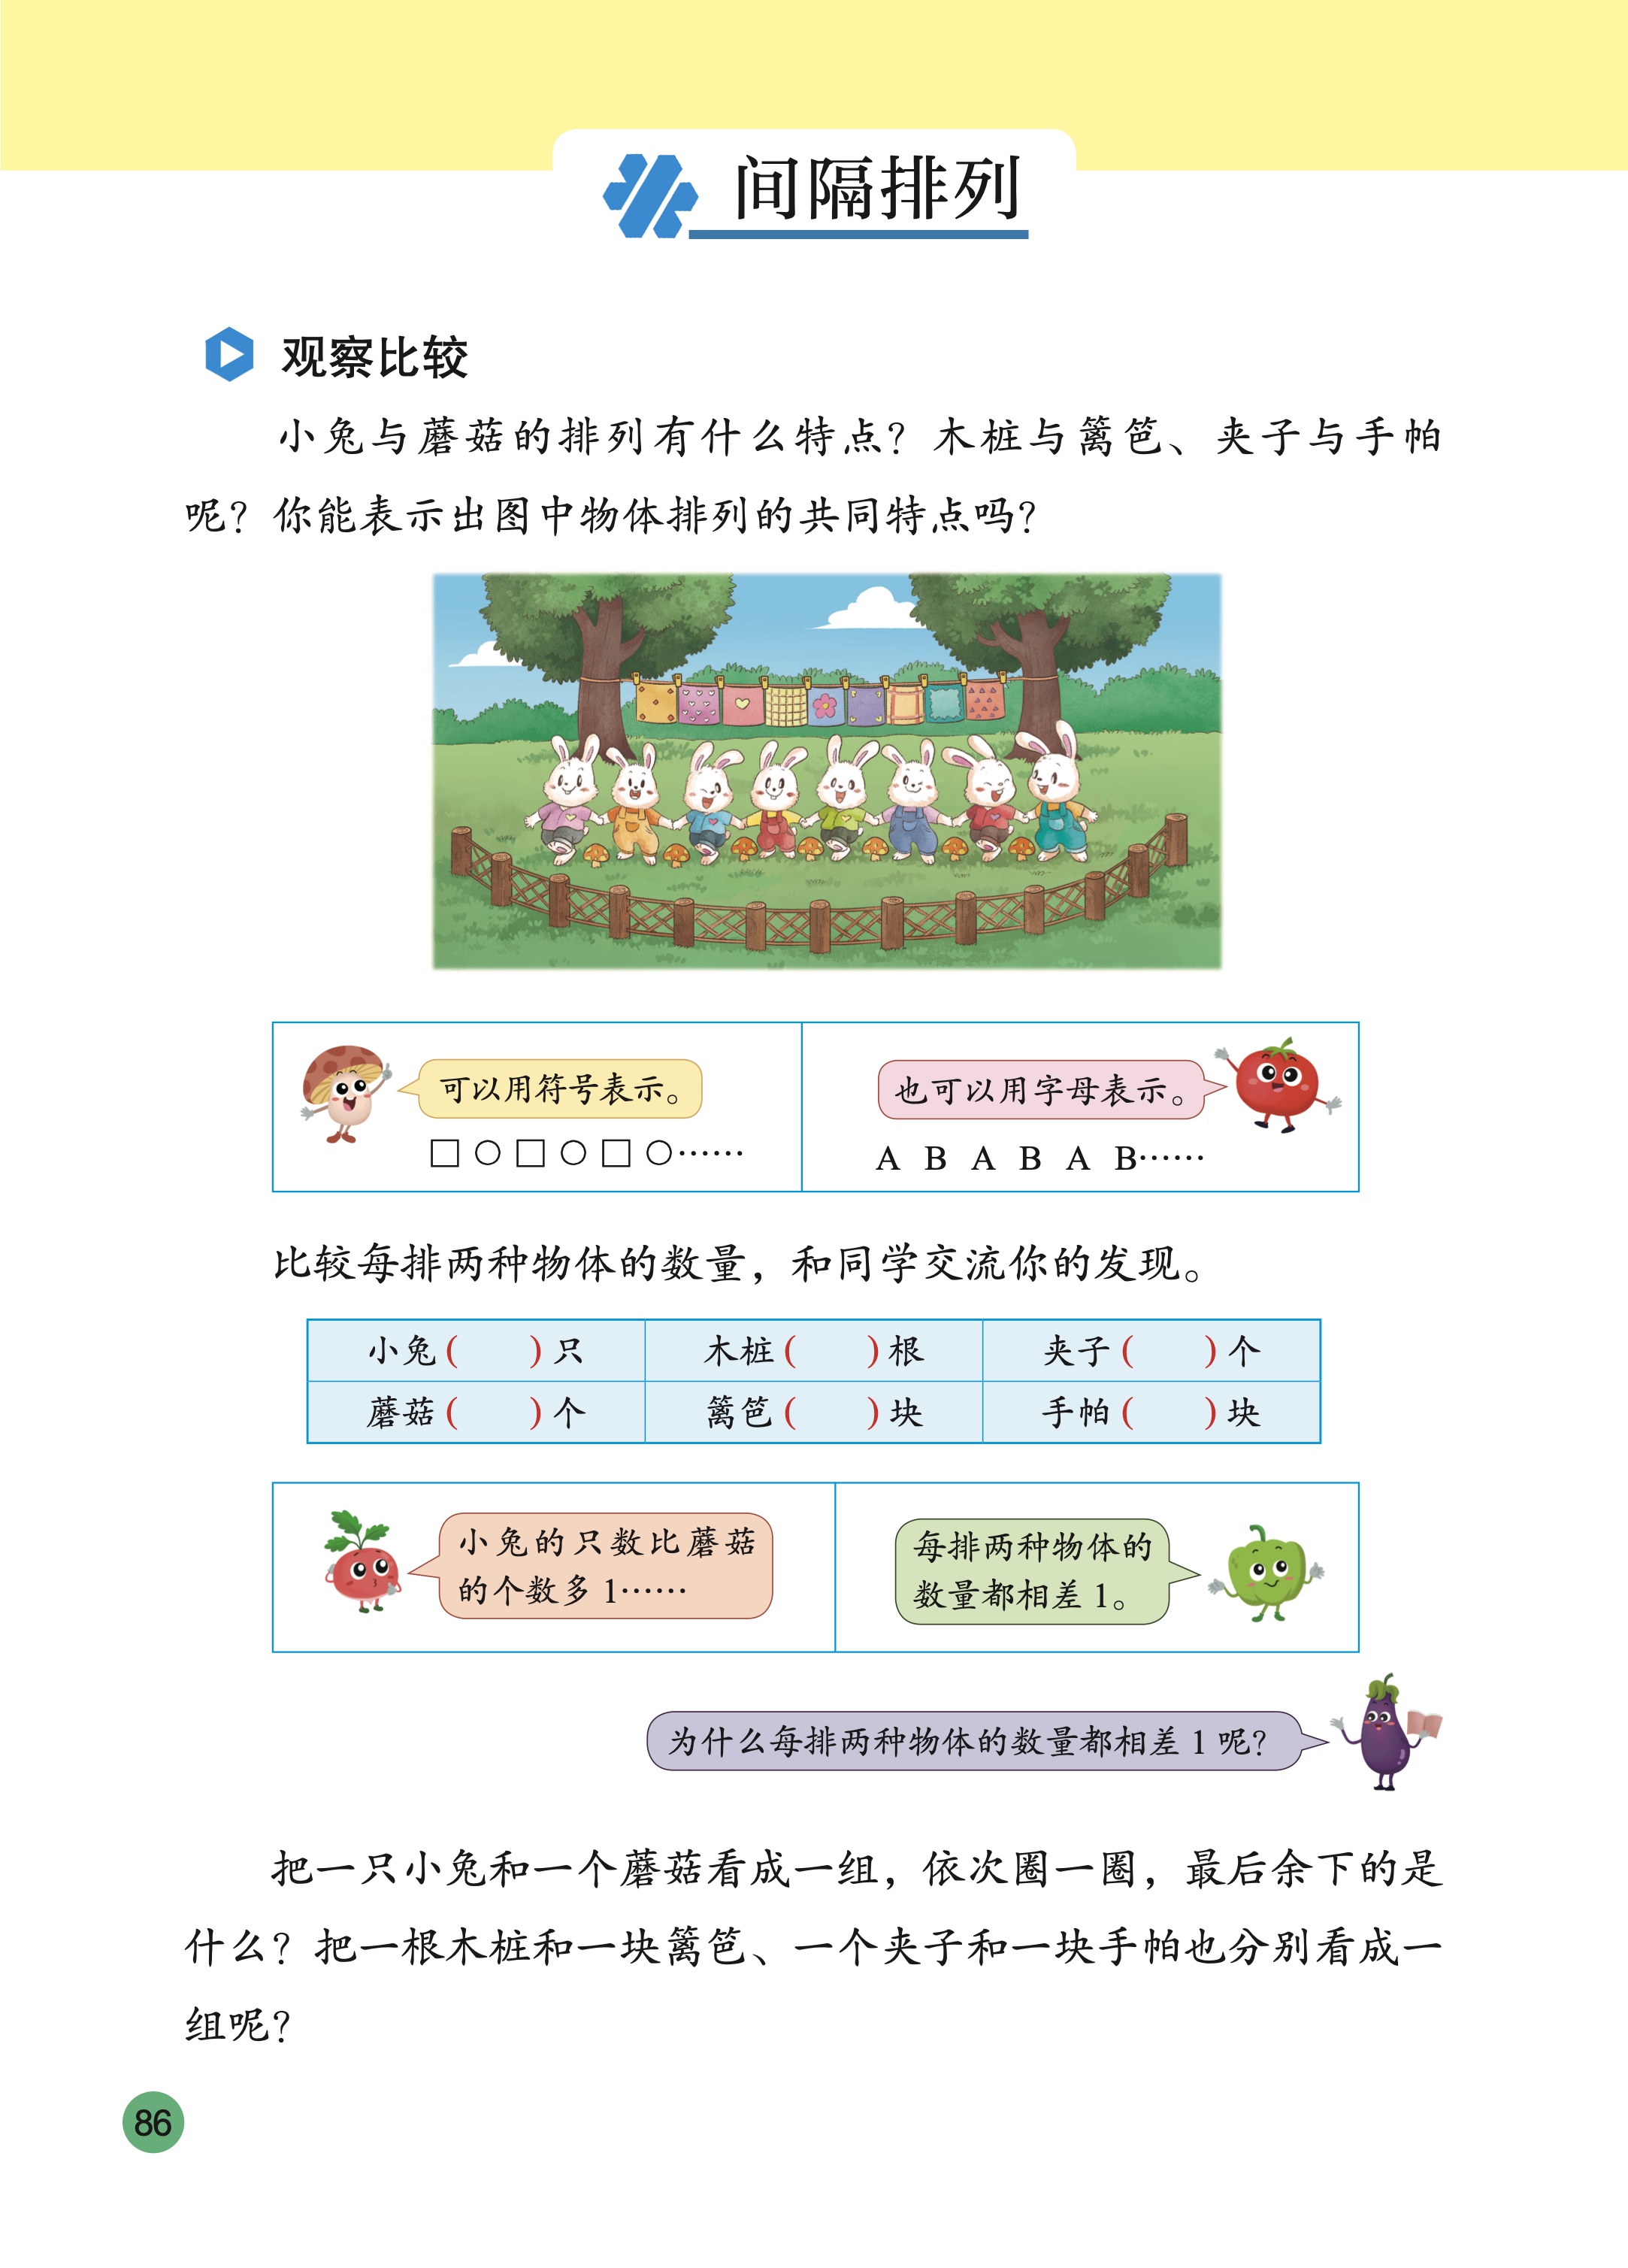 间隔排列
观察比较
小兔与蘑菇的排列有什么特点？木桩与篱笆、夹子与手帕
呢？你能表示出图中物体排列的共同特点吗？
可以用符号表示。
□○□○□○……
也可以用字母表示。
A B A B A B……
比较每排两种物体的数量，和同学交流你的发现。
小兔（　　）只 木桩（　　）根 夹子（　　）个
蘑菇（　　）个 篱笆（　　）块 手帕（　　）块
小兔的只数比蘑菇
的个数多 1……
每排两种物体的
数量都相差 1。
为什么每排两种物体的数量都相差 1 呢？
把一只小兔和一个蘑菇看成一组，依次圈一圈，最后余下的是
什么？把一根木桩和一块篱笆、一个夹子和一块手帕也分别看成一
组呢？
86